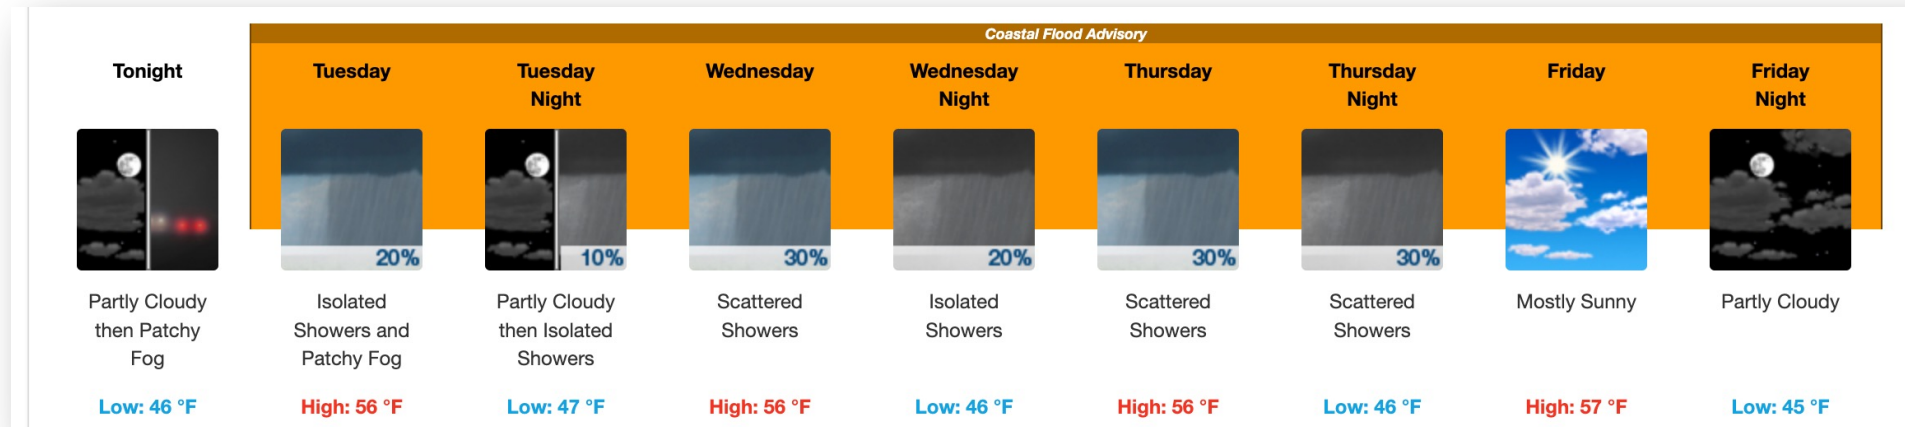 Coastal Flood Advisory
Tonight
Tuesday
Tuesday
Night
Wednesday
Wednesday
Night
Thursday
Thursday
Night
Friday
Friday
Night
20%
10%
30%
20%
30%
30%
Partly Cloudy
then Patchy
Fog
Isolated
Showers and
Patchy Fog
Partly Cloudy
then Isolated
Showers
Scattered
Showers
Isolated
Showers
Scattered
Showers
Scattered
Showers
Mostly Sunny
Partly Cloudy
Low: 46 °F
High: 56 °F
Low: 47 °F
High: 56 °F
Low: 46 °F
High: 56 °F
Low: 46 °F
High: 57 °F
Low: 45 °F